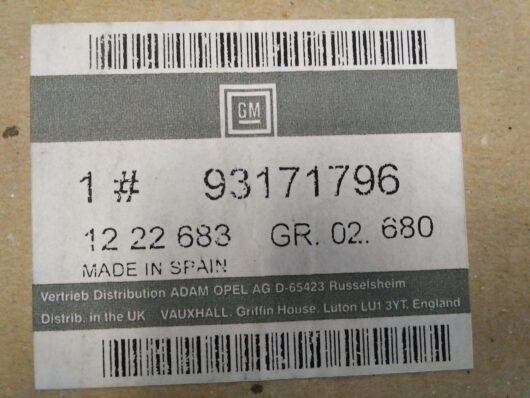 GM
1 # 93171796
12 22 683 GR. 02. 680
MADE IN SPAIN
Vertrieb Distribution ADAM OPEL AG D-65423 Russelsheim
Distrib. in the UK VAUXHALL. Griffin House. Luton LU1 3YT. England